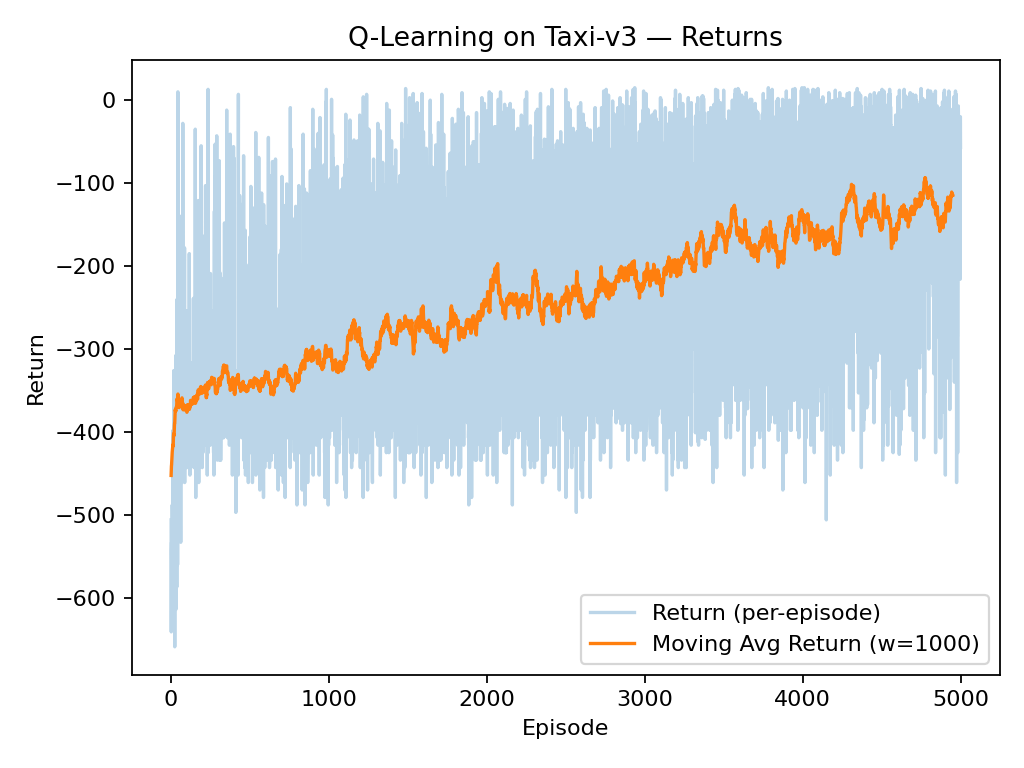 Q-Learning on Taxi-v3 — Returns
0
−100
−200
−300
−400
−500
−600
Return
Return (per-episode)
Moving Avg Return (w=1000)
0 1000 2000 3000 4000 5000
Episode